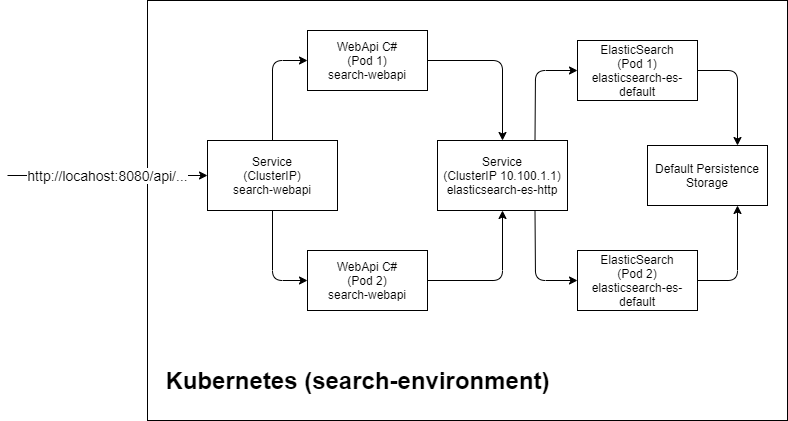 http://locahost:8080/api/...
Service
(ClusterIP)
search-webapi
WebApi C#
(Pod 1)
search-webapi
WebApi C#
(Pod 2)
search-webapi
Service
(ClusterIP 10.100.1.1)
elasticsearch-es-http
ElasticSearch
(Pod 1)
elasticsearch-es-
default
ElasticSearch
(Pod 2)
elasticsearch-es-
default
Default Persistence
Storage
Kubernetes (search-environment)